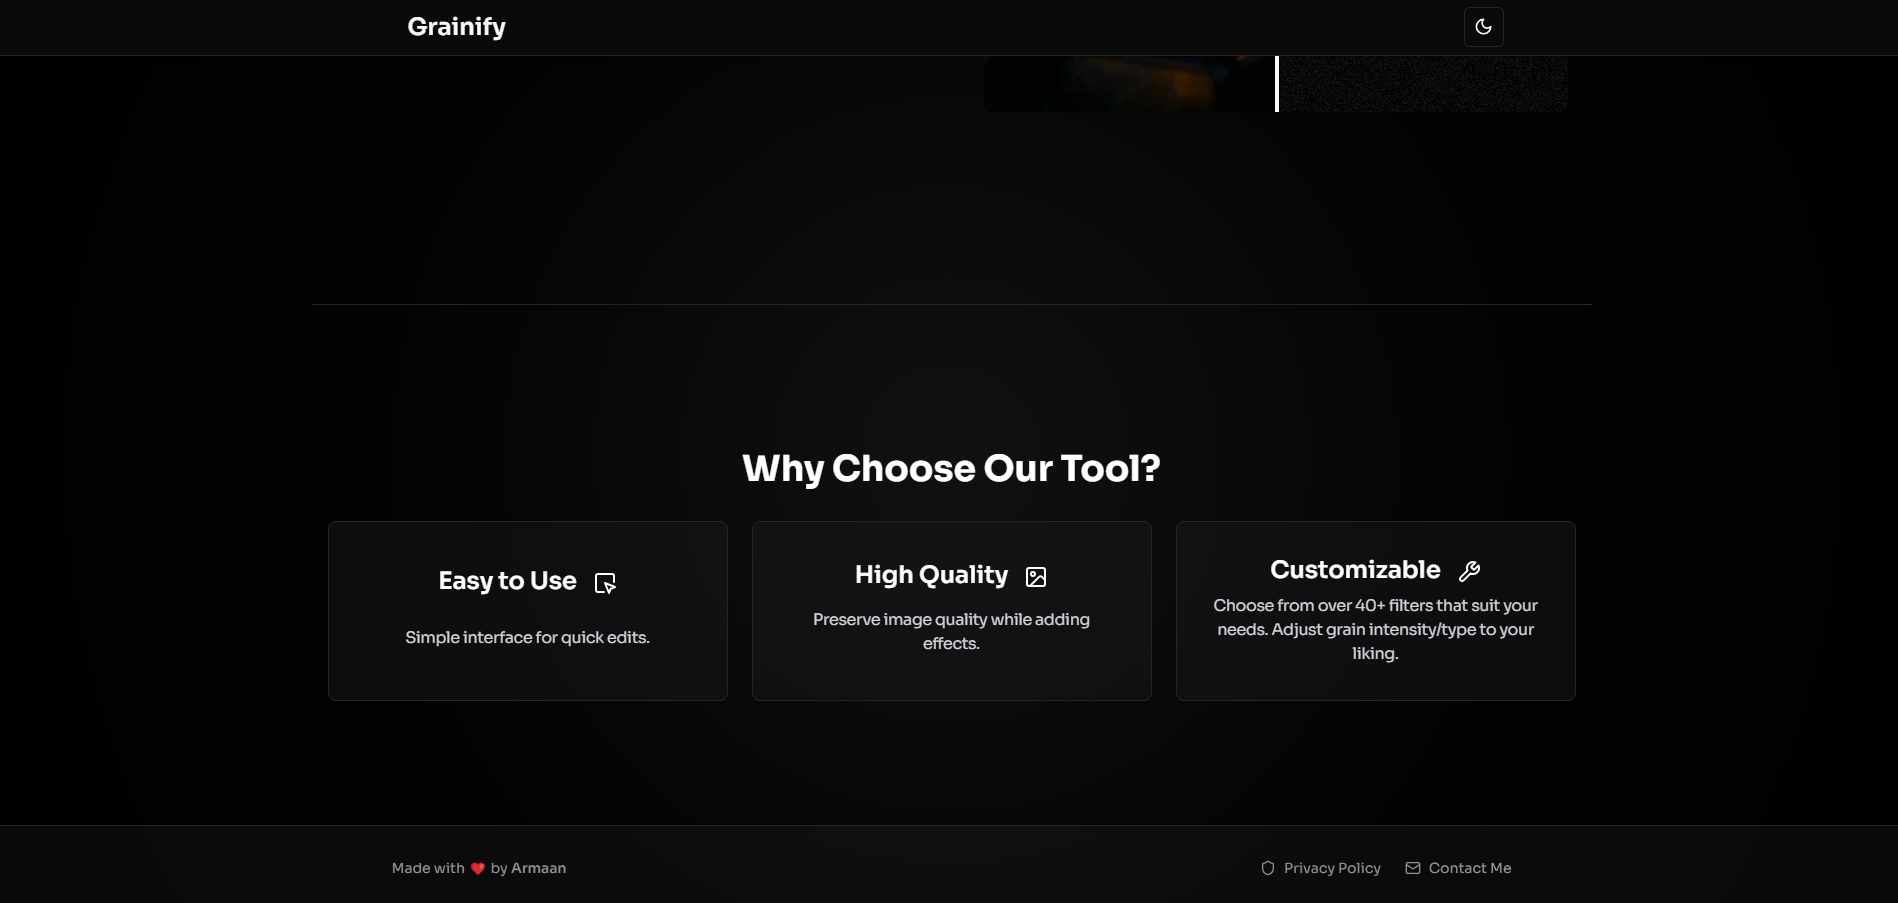 Grainify
Why Choose Our Tool?
Easy to Use
Simple interface for quick edits.
High Quality
Preserve image quality while adding
effects.
Customizable
Choose from over 40+ filters that suit your
needs. Adjust grain intensity/type to your
liking.
Made with ❤️ by Armaan
Privacy Policy
Contact Me